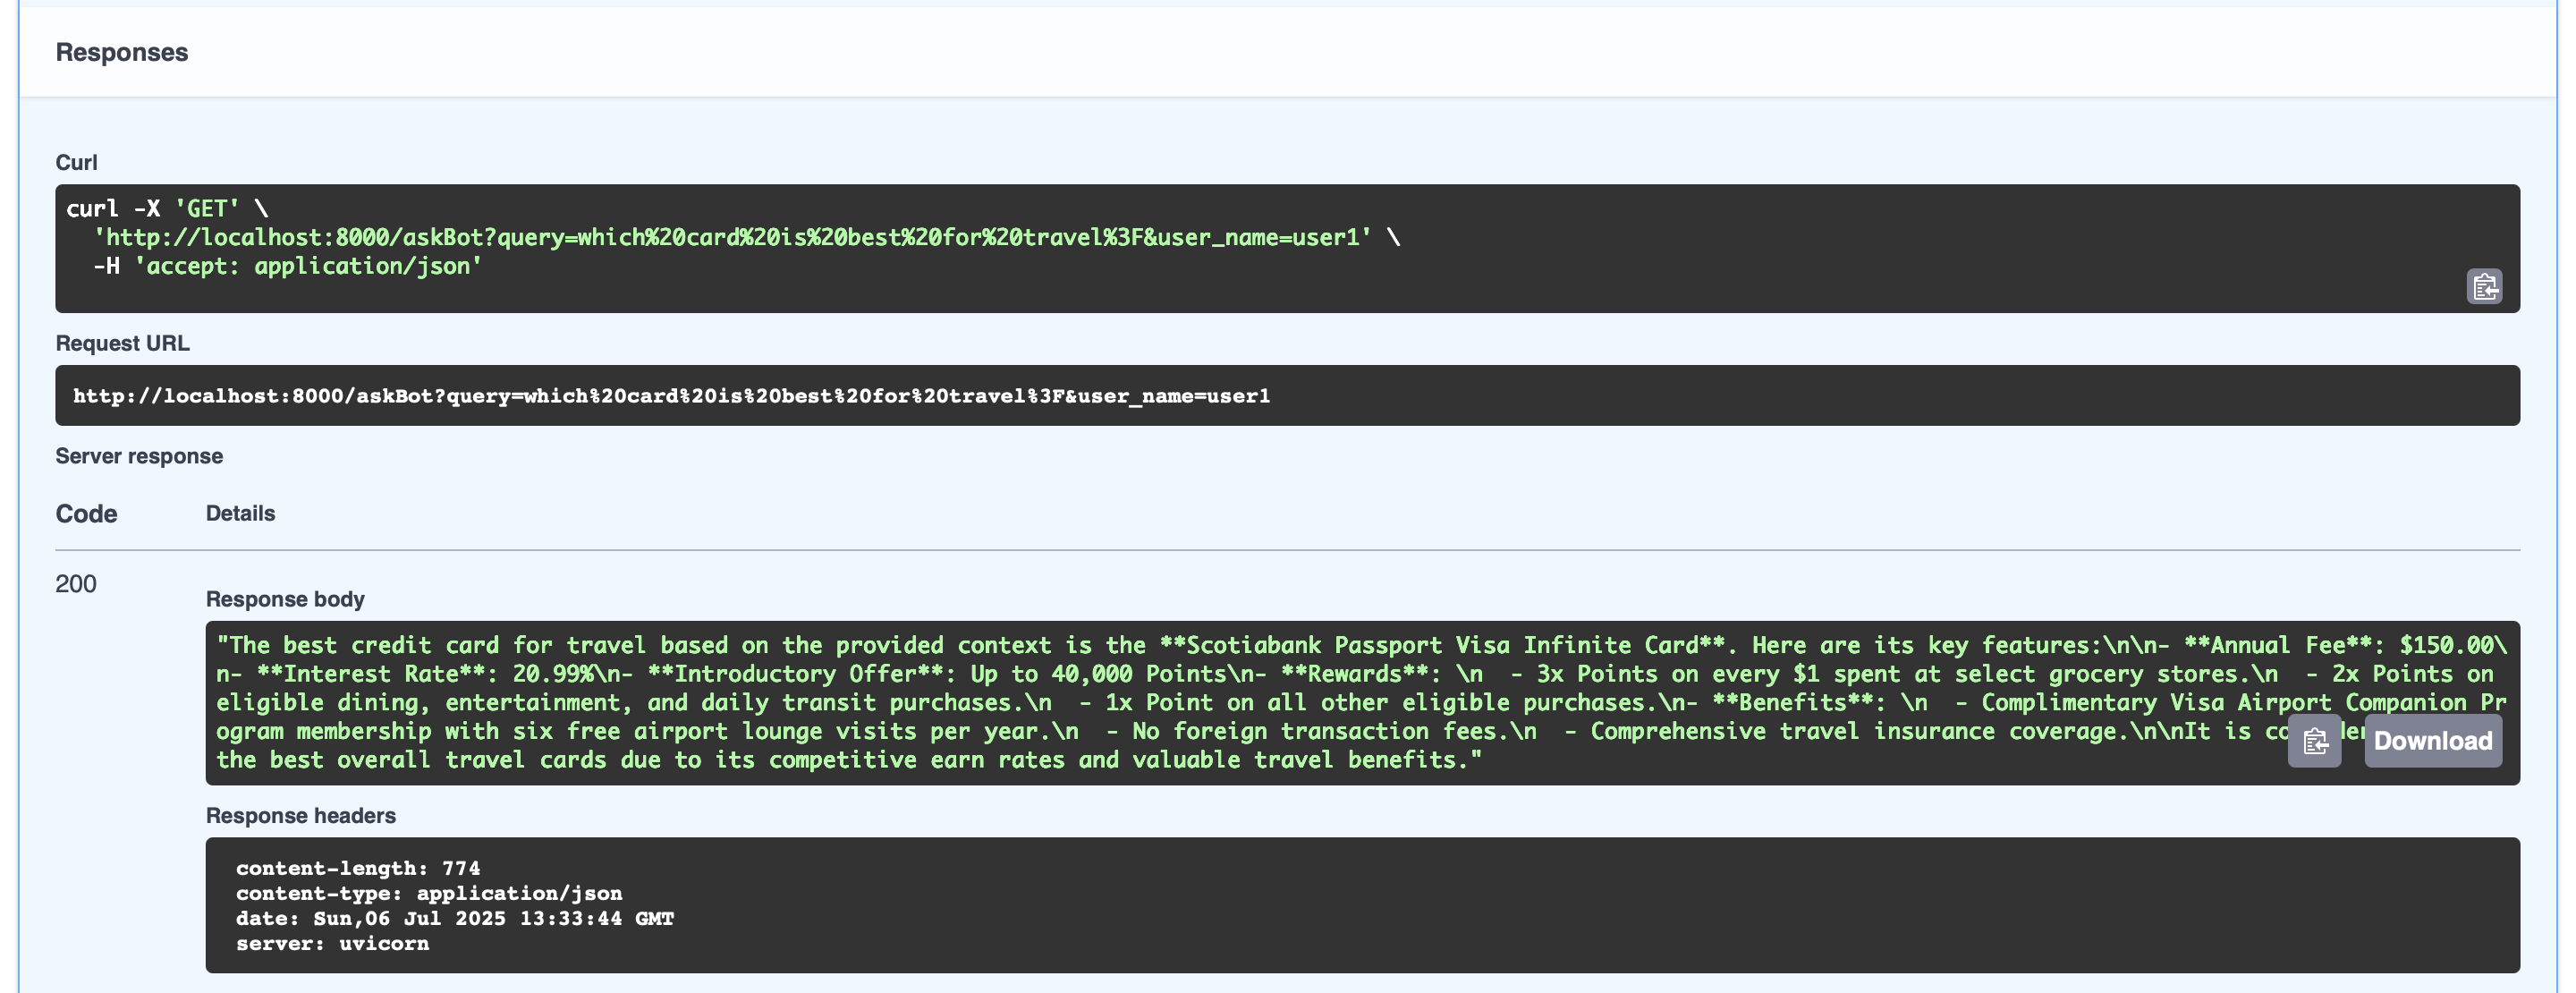 Responses
Curl
curl -X 'GET' \
  'http://localhost:8000/askBot?query=which%20card%20is%20best%20for%20travel%3F&user_name=user1' \
  -H 'accept: application/json'
Request URL
http://localhost:8000/askBot?query=which%20card%20is%20best%20for%20travel%3F&user_name=user1
Server response
Code Details
200
Response body
"The best credit card for travel based on the provided context is the **Scotiabank Passport Visa Infinite Card**. Here are its key features:\n\n- **Annual Fee**: $150.00\
n- **Interest Rate**: 20.99%\n- **Introductory Offer**: Up to 40,000 Points\n- **Rewards**: \n  - 3x Points on every $1 spent at select grocery stores.\n  - 2x Points on
eligible dining, entertainment, and daily transit purchases.\n  - 1x Point on all other eligible purchases.\n- **Benefits**: \n  - Complimentary Visa Airport Companion Pr
ogram membership with six free airport lounge visits per year.\n  - No foreign transaction fees.\n  - Comprehensive travel insurance coverage.\n\nIt is
the best overall travel cards due to its competitive earn rates and valuable travel benefits."
Download
Response headers
content-length: 774
content-type: application/json
date: Sun,06 Jul 2025 13:33:44 GMT
server: uvicorn